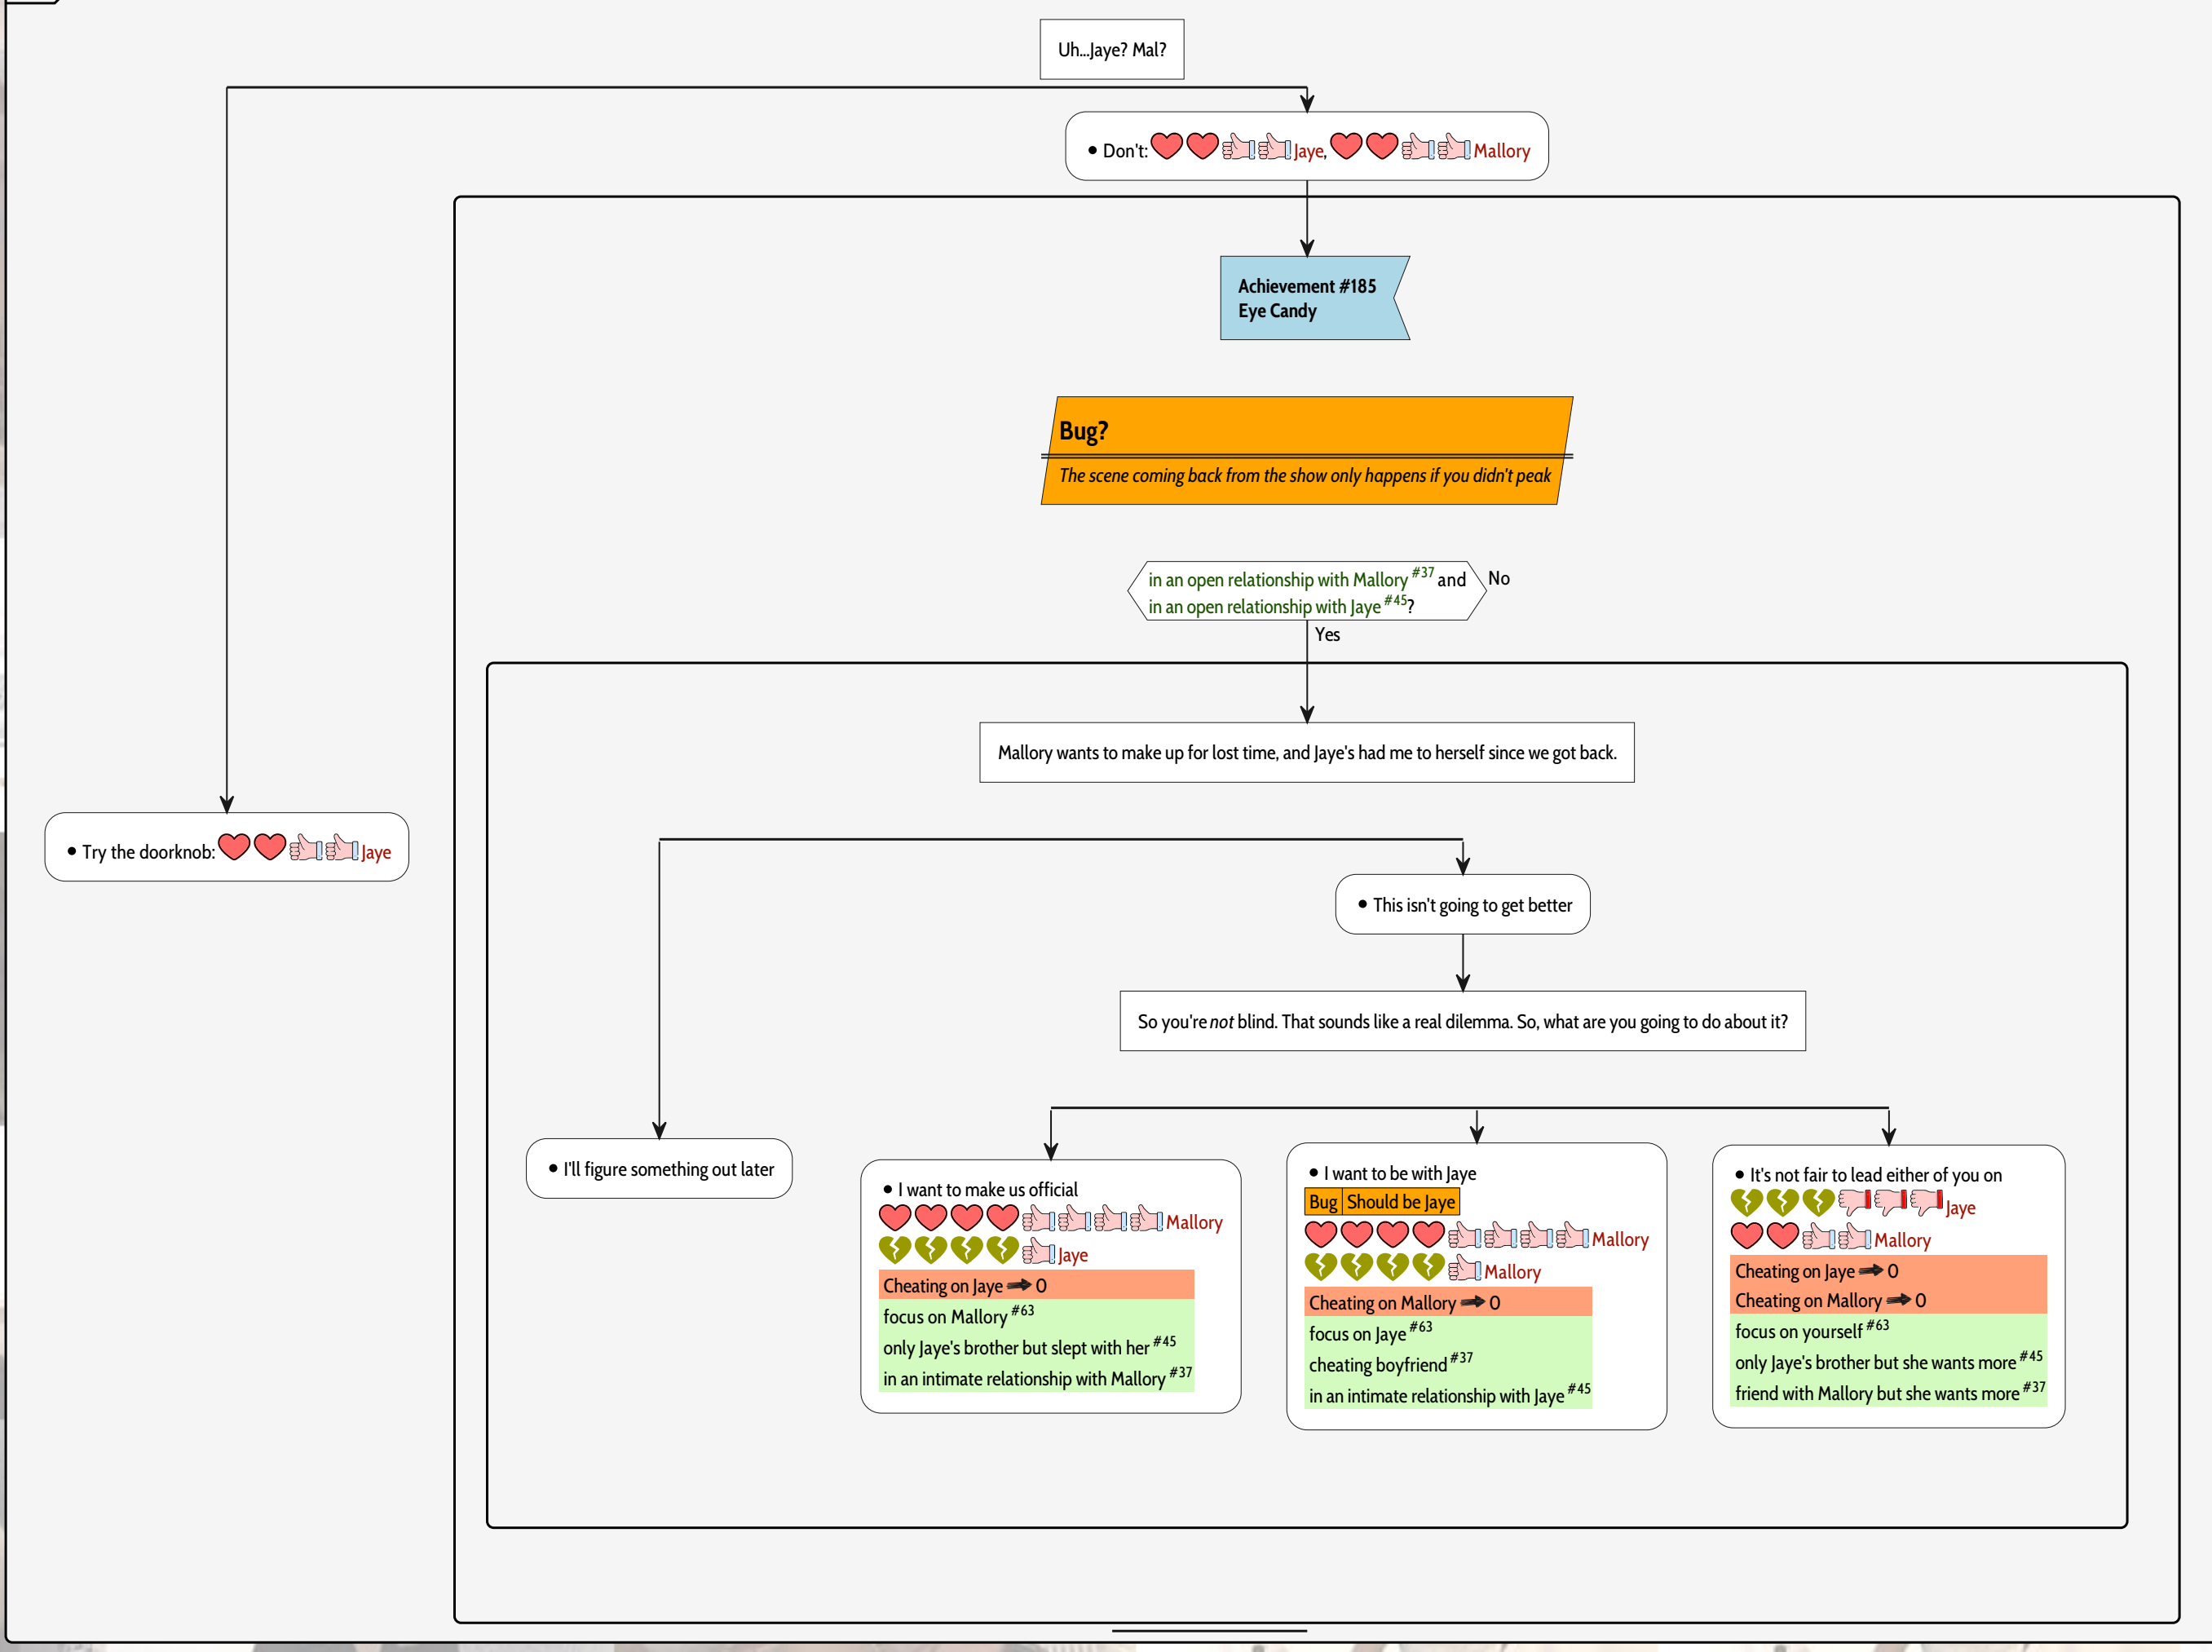 Uh...Jaye? Mal?
• Don't: Jaye, Mallory
Achievement #185
Eye Candy
Bug?
The scene coming back from the show only happens if you didn't peak
in an open relationship with Mallory #37 and
in an open relationship with Jaye #45?
No
Yes
Mallory wants to make up for lost time, and Jaye's had me to herself since we got back.
• Try the doorknob: Jaye
• This isn't going to get better
So you're not blind. That sounds like a real dilemma. So, what are you going to do about it?
• I'll figure something out later
• I want to make us official
Mallory
Jaye
Cheating on Jaye ➡ 0
focus on Mallory #63
only Jaye's brother but slept with her #45
in an intimate relationship with Mallory #37
• I want to be with Jaye
Bug Should be Jaye
Mallory
Mallory
Cheating on Mallory ➡ 0
focus on Jaye #63
cheating boyfriend #37
in an intimate relationship with Jaye #45
• It's not fair to lead either of you on
Jaye
Mallory
Cheating on Jaye ➡ 0
Cheating on Mallory ➡ 0
focus on yourself #63
only Jaye's brother but she wants more #45
friend with Mallory but she wants more #37